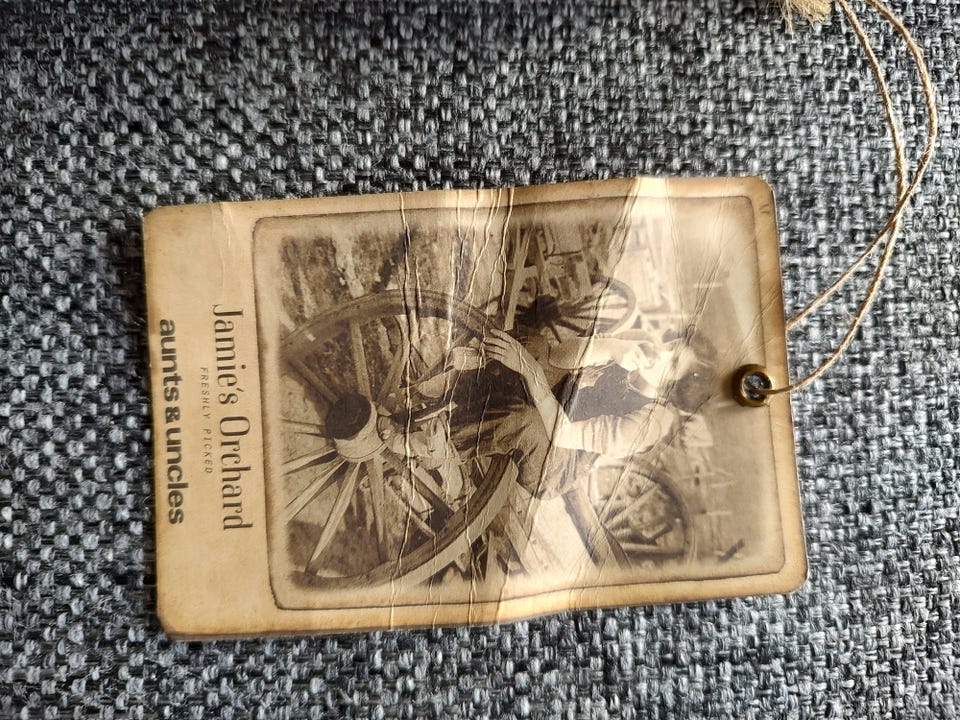 Jamie's Orchard
FRESHLY PICKED
aunts & uncles